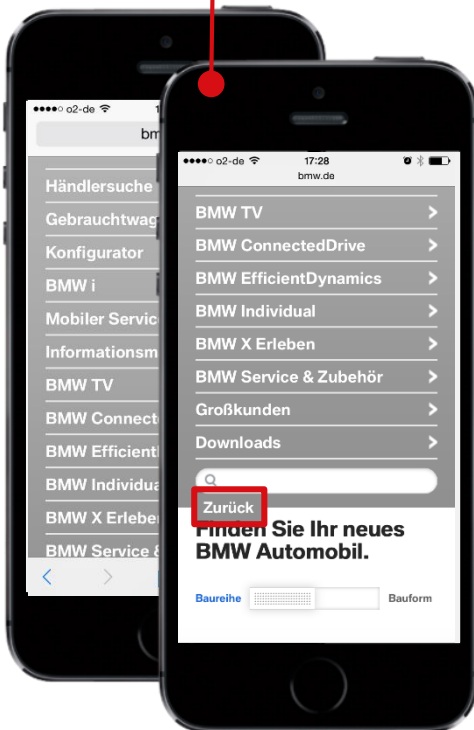 o2-de
bm
Händlersuche
Gebrauchtwag
Konfigurator
BMW i
Mobiler Servic
Informationsm
BMW TV
BMW Connect
BMW Efficient
BMW Individua
BMW X Erlebe
BMW Service &
o2-de 17:28
bmw.de
BMW TV
BMW ConnectedDrive
BMW EfficientDynamics
BMW Individual
BMW X Erleben
BMW Service & Zubehör
Großkunden
Downloads
Zurück
Finden Sie Ihr neues
BMW Automobil.
Baureihe Bauform